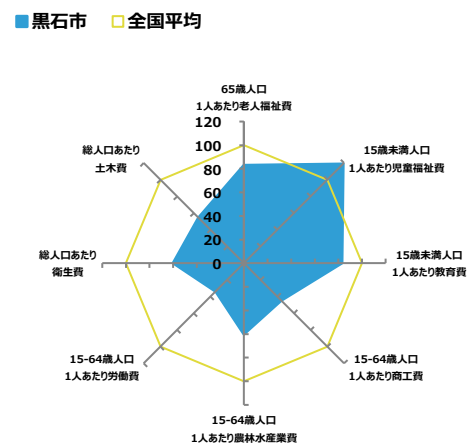 黒石市 全国平均
65歳人口
1人あたり老人福祉費
120
100
80
60
40
20
0
15歳未満人口
1人あたり児童福祉費
15歳未満人口
1人あたり教育費
15-64歳人口
1人あたり商工費
15-64歳人口
1人あたり農林水産業費
15-64歳人口
1人あたり労働費
総人口あたり
衛生費
総人口あたり
土木費